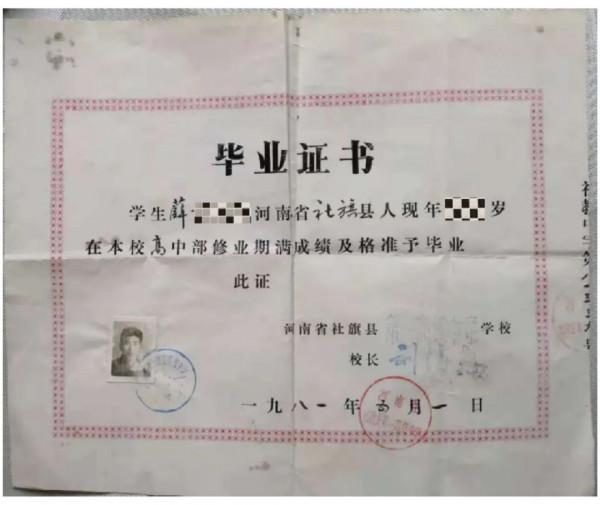 毕业证书
学生薛 河南省社旗县人现年 岁
在本校高中部修业期满成绩及格准予毕业
此证
河南省社旗县 学校
校长
一九八一年五月一日
河南